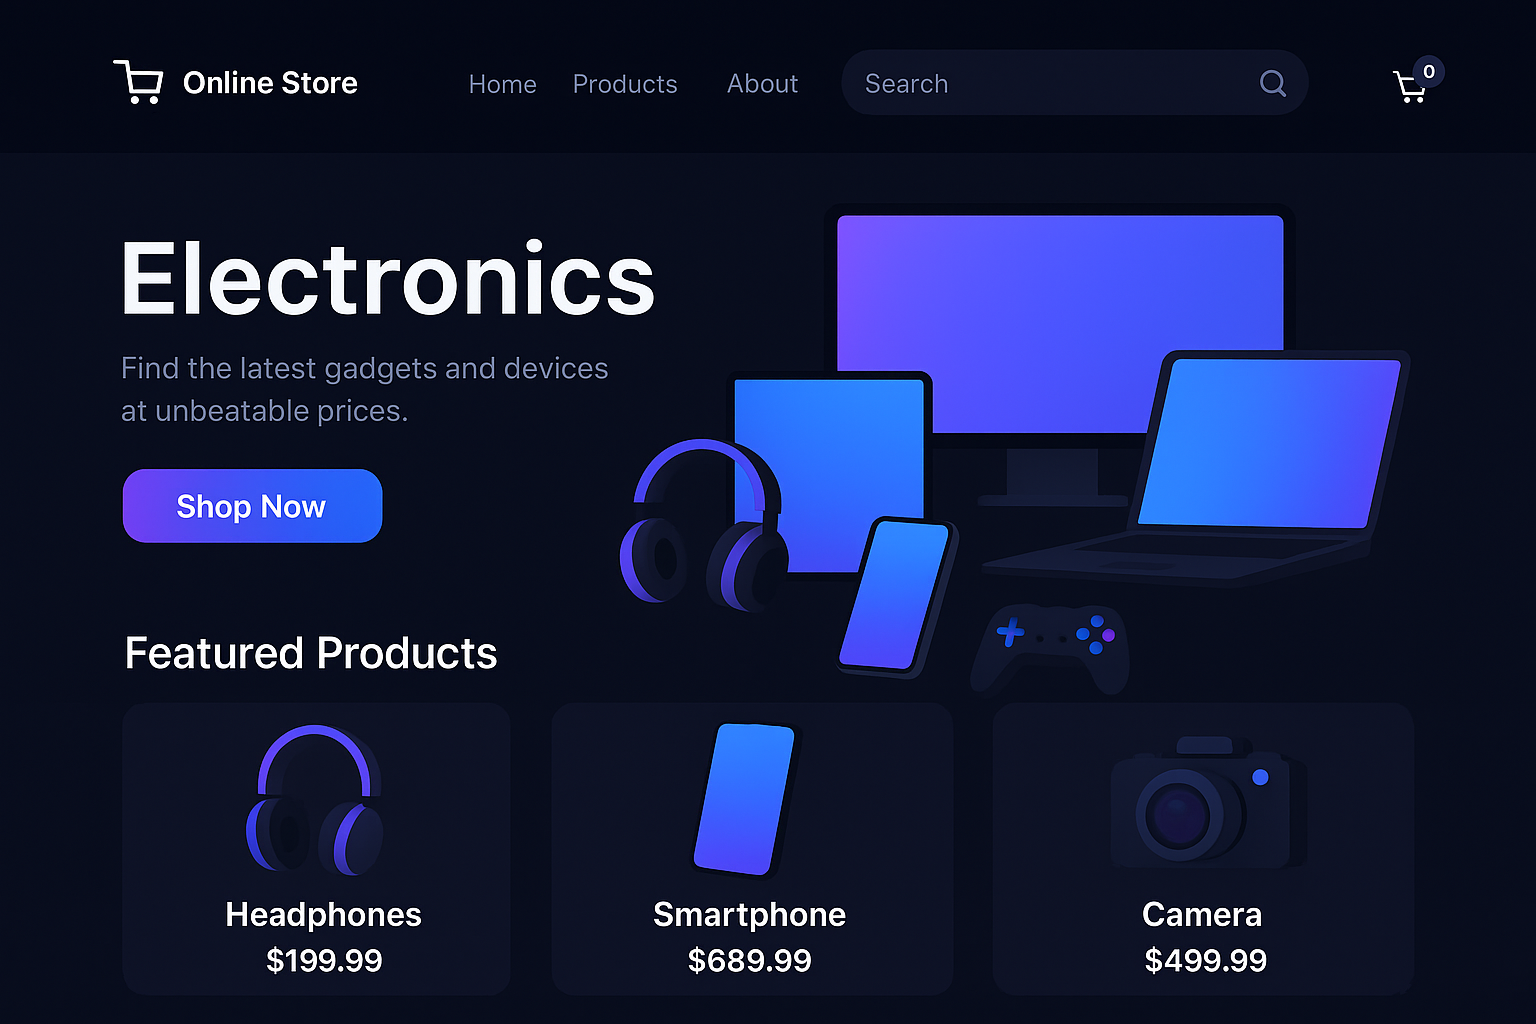 Online Store
Home
Products
About
Search
0
Electronics
Find the latest gadgets and devices
at unbeatable prices.
Shop Now
Featured Products
Headphones
$199.99
Smartphone
$689.99
Camera
$499.99